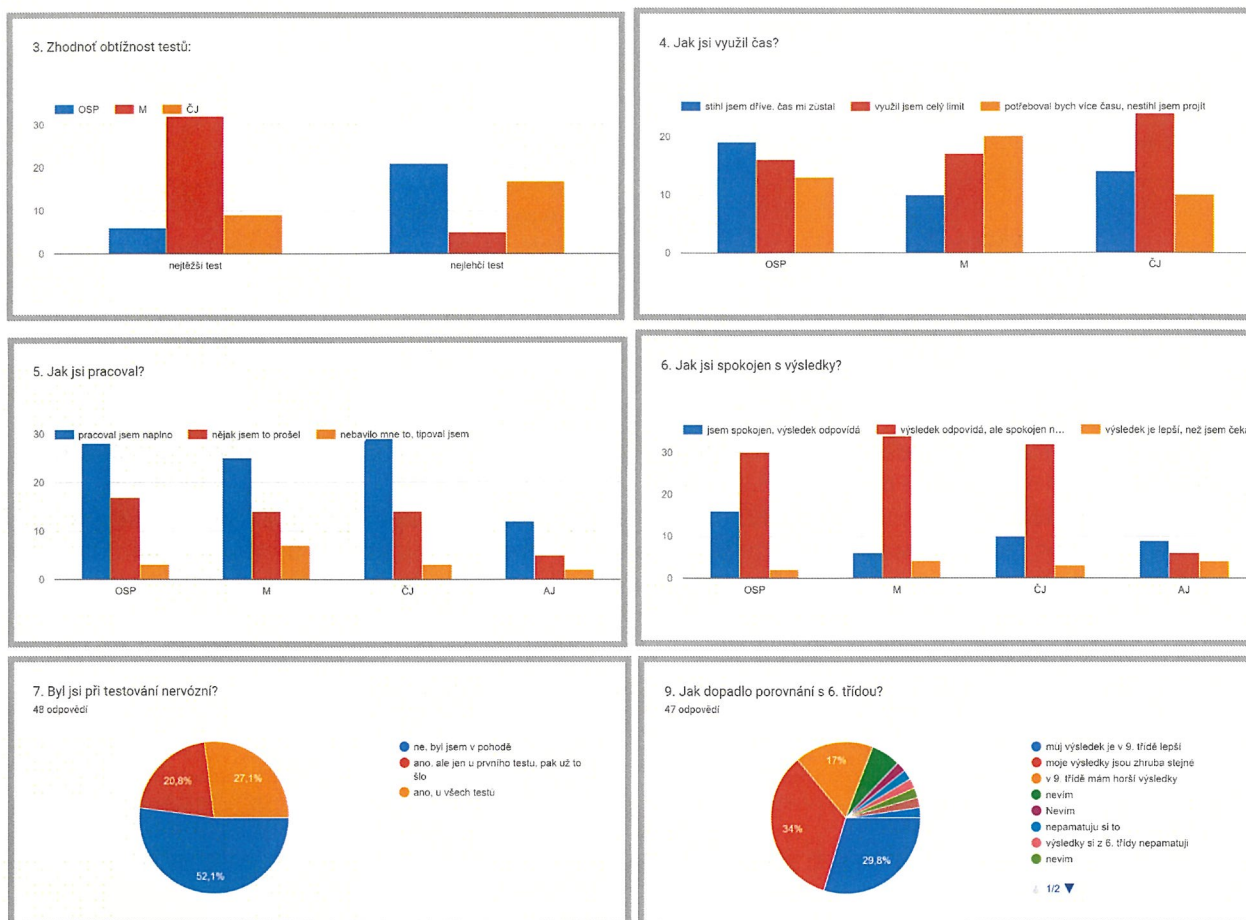 3. Zhodnoť obtížnost testů:
OSP M ČJ
30
20
10
0
nejtěžší test nejlehčí test
4. Jak jsi využil čas?
stihl jsem dříve, čas mi zůstal využil jsem celý limit potřeboval bych více času, nestihl jsem projít
20
10
0
OSP M ČJ
5. Jak jsi pracoval?
pracoval jsem naplno nějak jsem to prošel nebavilo mne to, tipoval jsem
30
20
10
0
OSP M ČJ AJ
6. Jak jsi spokojen s výsledky?
jsem spokojen, výsledek odpovídá výsledek odpovídá, ale spokojen n... výsledek je lepší, než jsem čeka
30
20
10
0
OSP M ČJ AJ
7. Byl jsi při testování nervózní?
48 odpovědí
20,8%
27,1%
52,1%
ne, byl jsem v pohodě
ano, ale jen u prvního testu, pak už to
šlo
ano, u všech testů
9. Jak dopadlo porovnání s 6. třídou?
47 odpovědí
17%
34%
29,8%
můj výsledek je v 9. třídě lepší
moje výsledky jsou zhruba stejné
v 9. třídě mám horší výsledky
nevím
Nevím
nepamatuju si to
výsledky si z 6. třídy nepamatuji
nevím
1/2